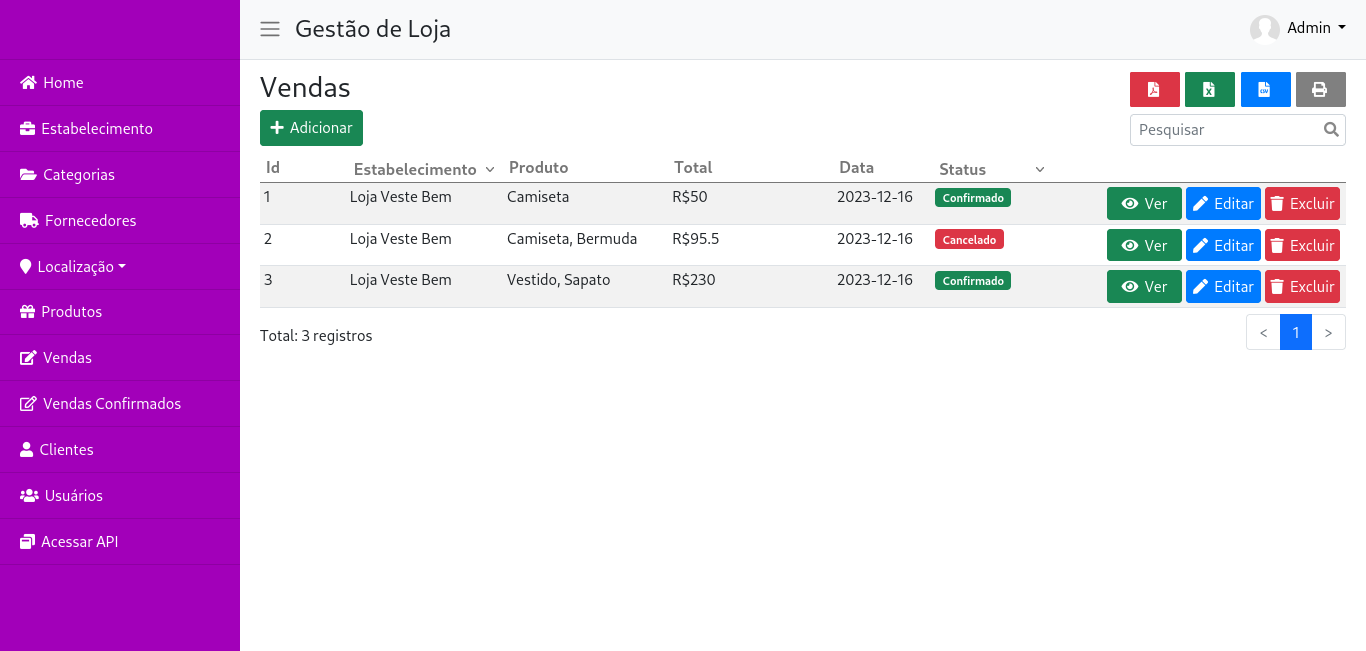 Gestão de Loja
Admin
Home
Estabelecimento
Categorias
Fornecedores
Localização
Produtos
Vendas
Vendas Confirmados
Clientes
Usuários
Acessar API
Vendas
Adicionar
Pesquisar
Id Estabelecimento Produto Total Data Status
1 Loja Veste Bem Camiseta R$50 2023-12-16 Confirmado Ver Editar Excluir
2 Loja Veste Bem Camiseta, Bermuda R$95.5 2023-12-16 Cancelado Ver Editar Excluir
3 Loja Veste Bem Vestido, Sapato R$230 2023-12-16 Confirmado Ver Editar Excluir
Total: 3 registros
< 1 >